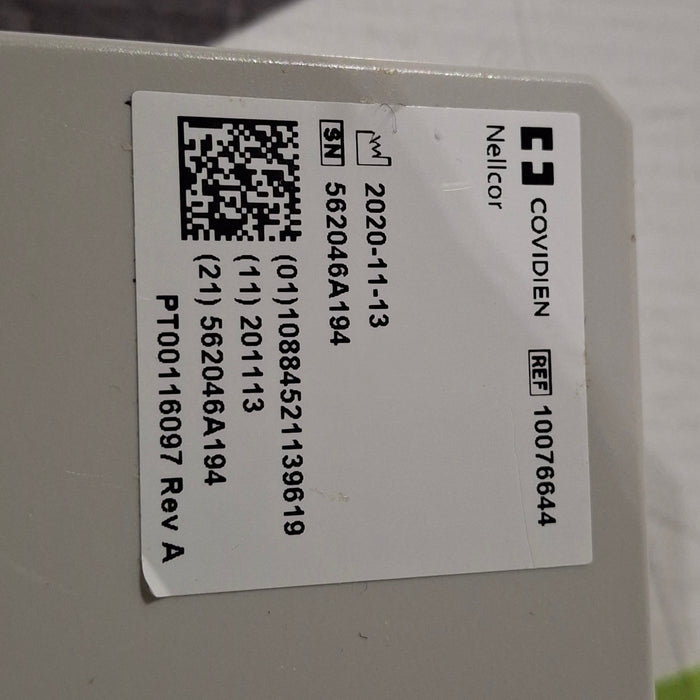 COVIDIEN REF 10076644
Nellcor
2020-11-13
SN 562046A194
(01)10884521139619
(11) 201113
(21) 562046A194
PT00116097 Rev A